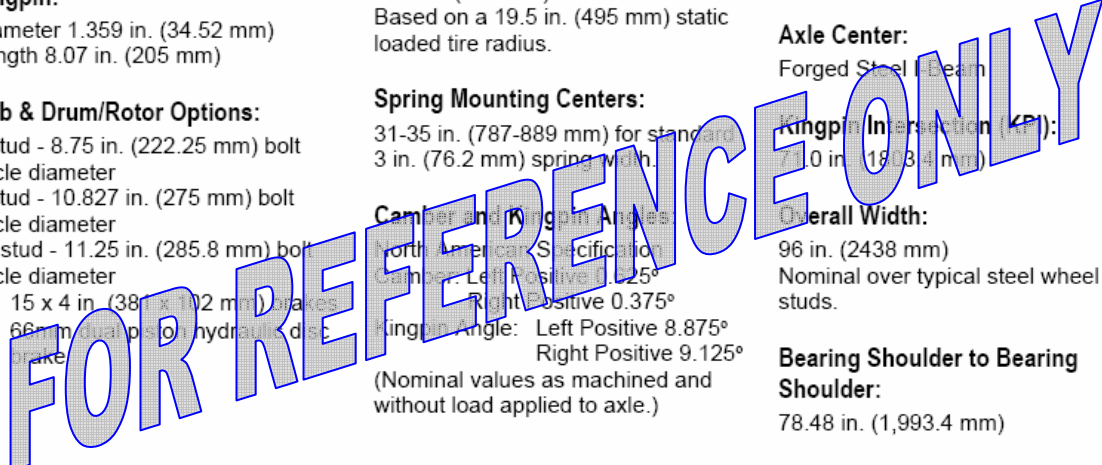 ngpin:
ameter 1.359 in. (34.52 mm)
ngth 8.07 in. (205 mm)
b & Drum/Rotor Options:
tud - 8.75 in. (222.25 mm) bolt
cle diameter
tud - 10.827 in. (275 mm) bolt
cle diameter
stud - 11.25 in. (285.8 mm) bolt
cle diameter
15 x 4 in. (381 x 102 mm) brakes
66mm dual piston hydraulic disc
brake
Based on a 19.5 in. (495 mm) static
loaded tire radius.
Spring Mounting Centers:
31-35 in. (787-889 mm) for standard
3 in. (76.2 mm) spring width.
Camber and Kingpin Angles:
North American Specification
Camber: Left Positive 0.625º
Right Positive 0.375º
Kingpin Angle: Left Positive 8.875º
Right Positive 9.125º
(Nominal values as machined and
without load applied to axle.)
Axle Center:
Forged Steel I-Beam
Kingpin Intersection (KPI):
71.0 in. (1803.4 mm)
Overall Width:
96 in. (2438 mm)
Nominal over typical steel wheel
studs.
Bearing Shoulder to Bearing
Shoulder:
78.48 in. (1,993.4 mm)
FOR REFERENCE ONLY